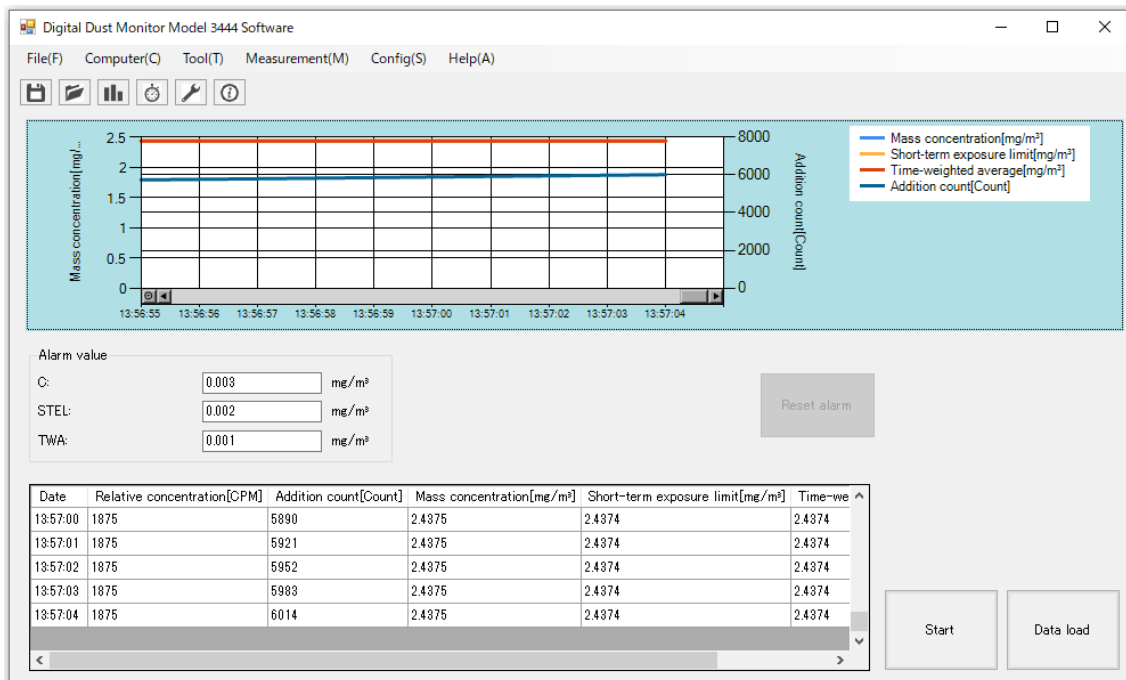 Digital Dust Monitor Model 3444 Software
File(F) Computer(C) Tool(T) Measurement(M) Config(S) Help(A)
Mass concentration[mg/...
2.5
2
1.5
1
0.5
0
8000
6000
4000
2000
0
Addition count[Count]
13:56:55 13:56:56 13:56:57 13:56:58 13:56:59 13:57:00 13:57:01 13:57:02 13:57:03 13:57:04
Mass concentration[mg/m³]
Short-term exposure limit[mg/m³]
Time-weighted average[mg/m³]
Addition count[Count]
Alarm value
C: 0.003 mg/m³
STEL: 0.002 mg/m³
TWA: 0.001 mg/m³
Reset alarm
Date Relative concentration[CPM] Addition count[Count] Mass concentration[mg/m³] Short-term exposure limit[mg/m³] Time-we
13:57:00 1875 5890 2.4375 2.4374 2.4374
13:57:01 1875 5921 2.4375 2.4374 2.4374
13:57:02 1875 5952 2.4375 2.4374 2.4374
13:57:03 1875 5983 2.4375 2.4374 2.4374
13:57:04 1875 6014 2.4375 2.4374 2.4374
Start
Data load